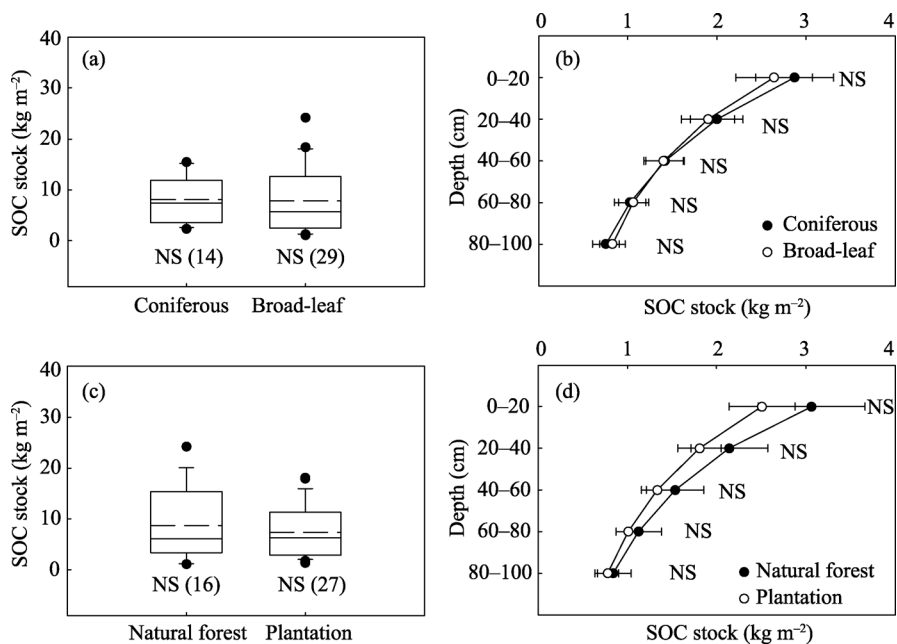 (a)
SOC stock (kg m⁻²)
40
30
20
10
0
NS (14)
NS (29)
Coniferous
Broad-leaf
(b)
0
1
2
3
4
Depth (cm)
0–20
20–40
40–60
60–80
80–100
NS
NS
NS
NS
NS
Coniferous
Broad-leaf
SOC stock (kg m⁻²)
(c)
SOC stock (kg m⁻²)
40
30
20
10
0
NS (16)
NS (27)
Natural forest
Plantation
(d)
0
1
2
3
4
Depth (cm)
0–20
20–40
40–60
60–80
80–100
NS
NS
NS
NS
NS
Natural forest
Plantation
SOC stock (kg m⁻²)